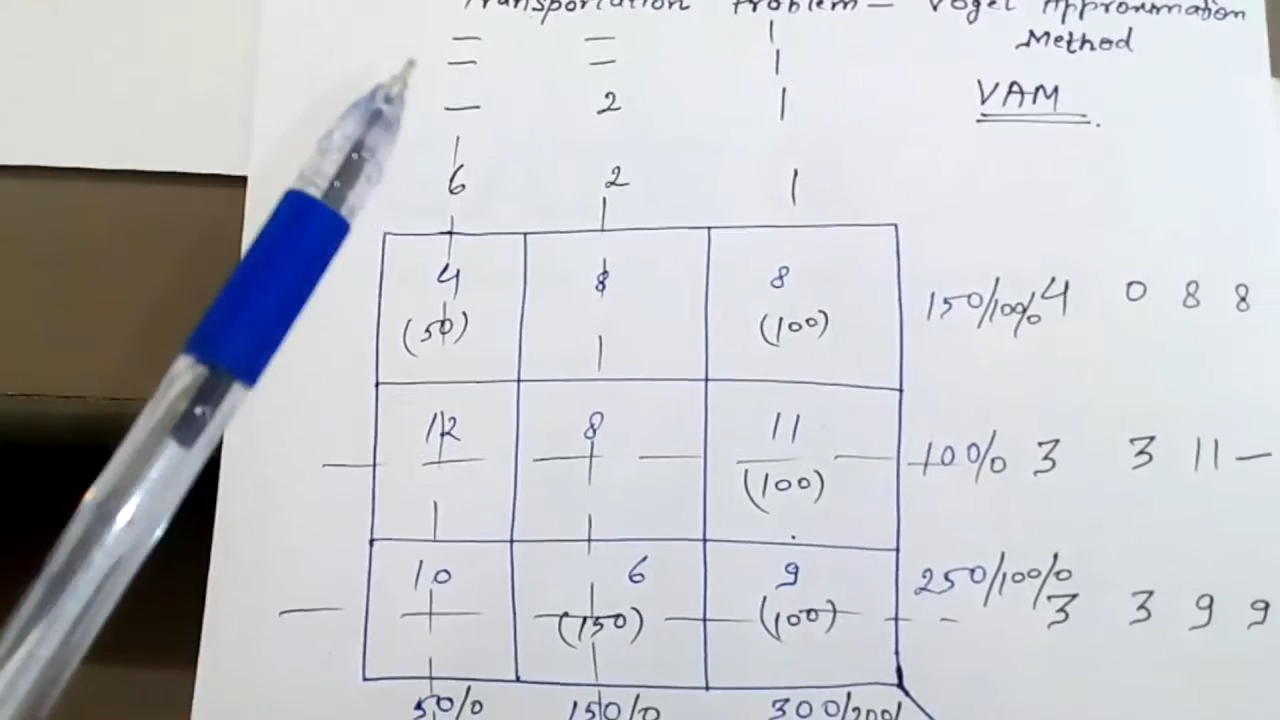 Transportation Problem - Vogel Approximation
Method
— — 1
— — 1
— 2 1
VAM
6 2 1
4 8 8 150/100/0 4 0 8 8
(50) (100)
12 8 11 100/0 3 3 11 —
(100)
10 6 9 250/100/0
(150) (100) 3 3 9 9
50/0 150/0 300/200/